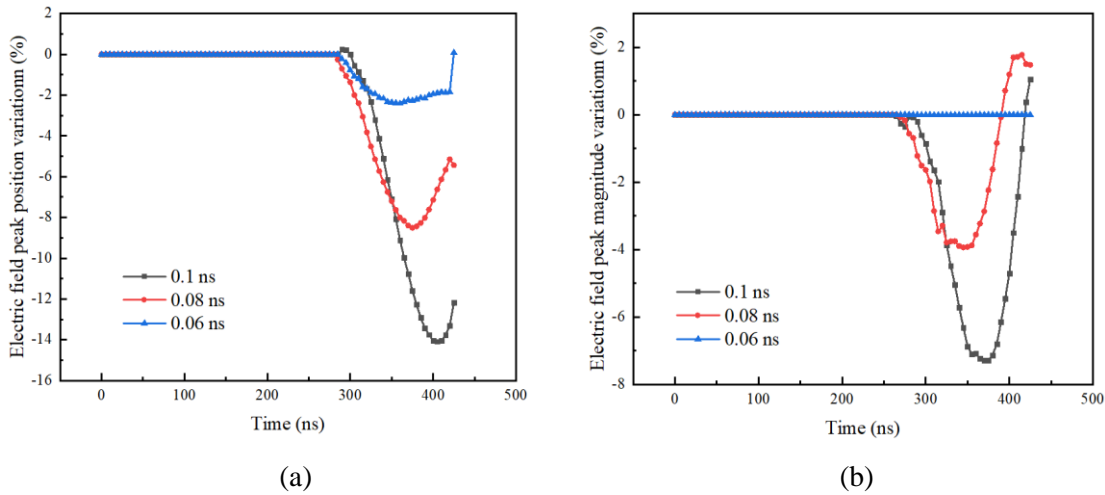 Electric field peak position variationn (%)
2
0
-2
-4
-6
-8
-10
-12
-14
-16
0.1 ns
0.08 ns
0.06 ns
0 100 200 300 400 500
Time (ns)
(a)
Electric field peak magnitude variationn (%)
2
0
-2
-4
-6
-8
0.1 ns
0.08 ns
0.06 ns
0 100 200 300 400 500
Time (ns)
(b)